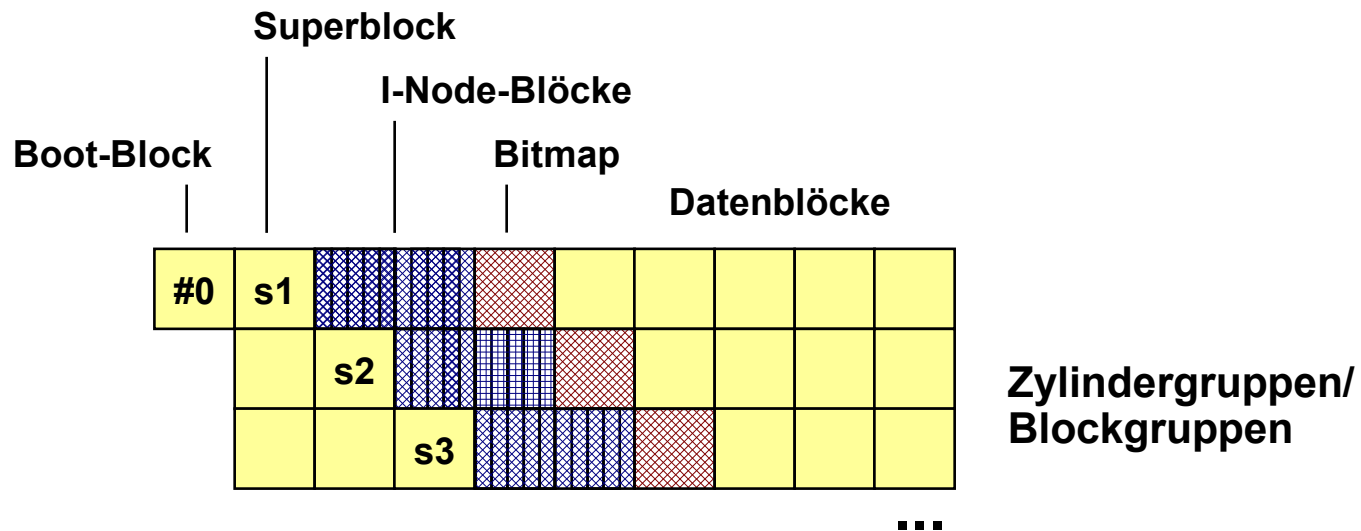 Superblock
I-Node-Blöcke
Boot-Block
Bitmap
Datenblöcke
#0 s1
s2
s3
Zylindergruppen/
Blockgruppen